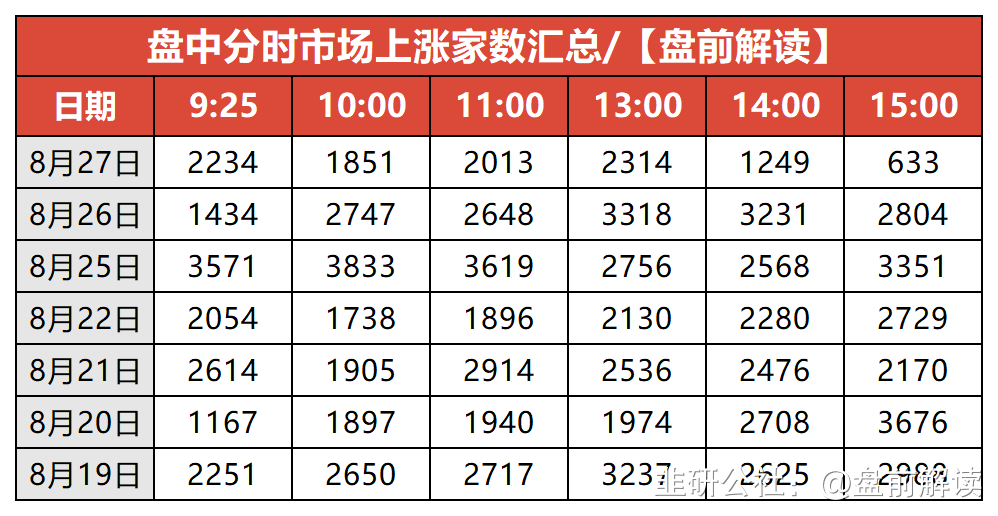 盘中分时市场上涨家数汇总/【盘前解读】
日期 9:25 10:00 11:00 13:00 14:00 15:00
8月27日 2234 1851 2013 2314 1249 633
8月26日 1434 2747 2648 3318 3231 2804
8月25日 3571 3833 3619 2756 2568 3351
8月22日 2054 1738 1896 2130 2280 2729
8月21日 2614 1905 2914 2536 2476 2170
8月20日 1167 1897 1940 1974 2708 3676
8月19日 2251 2650 2717 3237 2625
韭研公社：@盘前解读